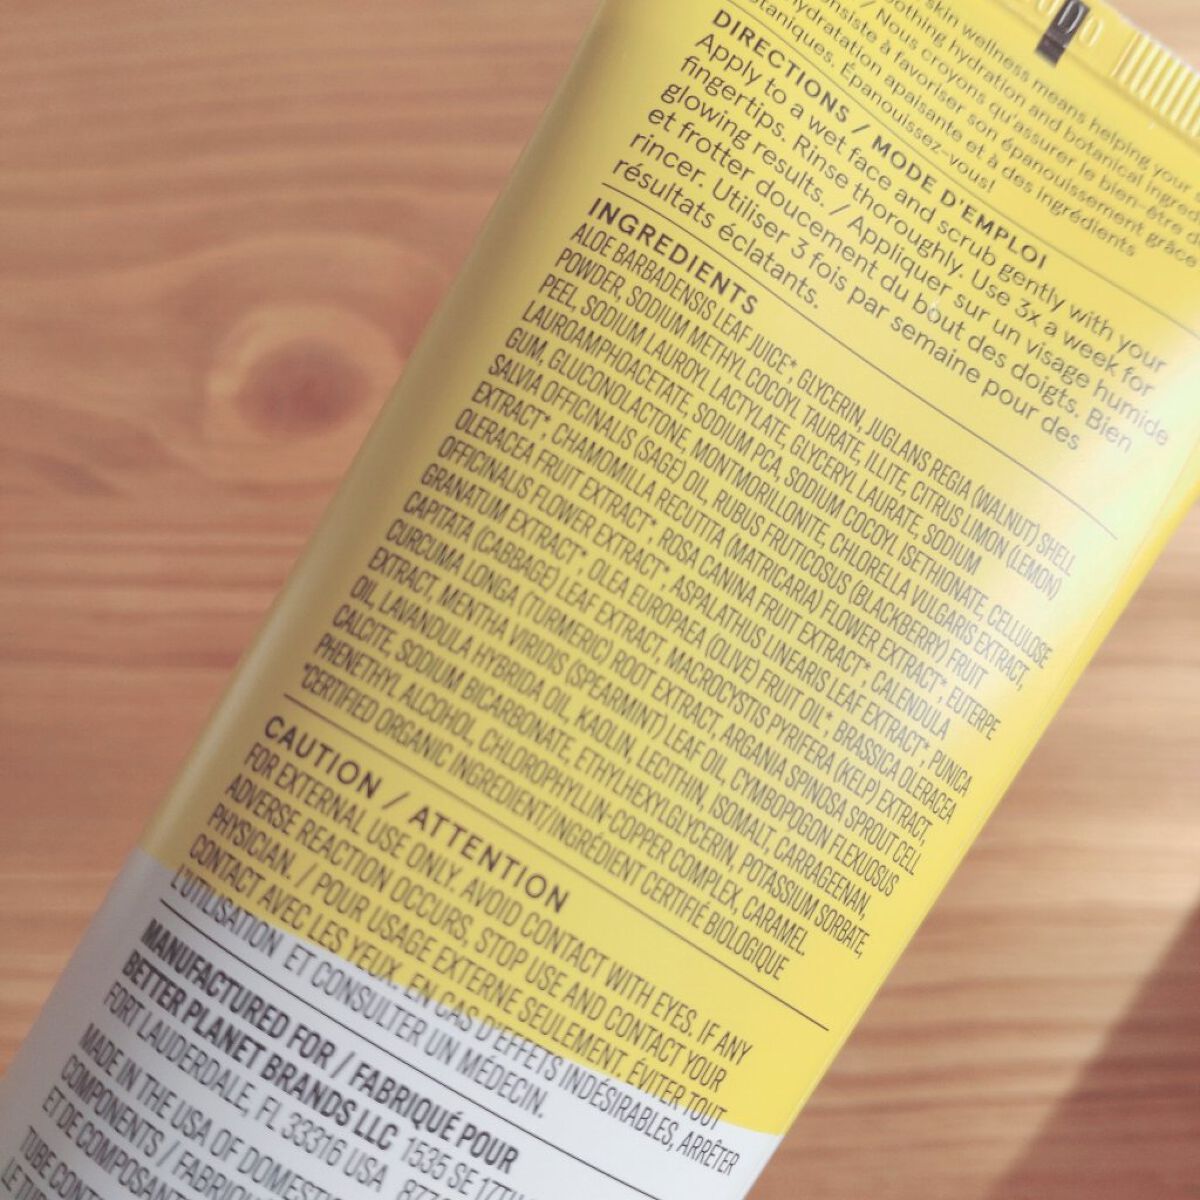 skin wellness means helping your
soothing hydration and botanical
/ Nous croyons qu'assurer le bien-être
consiste à favoriser son épanouissement grâce
hydratation apaisante et à des ingrédients
botaniques. Épanouissez-vous!
DIRECTIONS / MODE D'EMPLOI
Apply to a wet face and scrub gently with your
fingertips. Rinse thoroughly. Use 3x a week for
glowing results. / Appliquer sur un visage humide
et frotter doucement du bout des doigts. Bien
rincer. Utiliser 3 fois par semaine pour des
résultats éclatants.
INGREDIENTS
ALOE BARBADENSIS LEAF JUICE*, GLYCERIN, JUGLANS REGIA (WALNUT) SHELL
POWDER, SODIUM METHYL COCOYL TAURATE, ILLITE, CITRUS LIMON (LEMON)
PEEL, SODIUM LAUROYL LACTYLATE, GLYCERYL LAURATE, SODIUM
LAUROAMPHOACETATE, SODIUM PCA, SODIUM COCOYL ISETHIONATE, CELLULOSE
GUM, GLUCONOLACTONE, MONTMORILLONITE, CHLORELLA VULGARIS EXTRACT,
SALVIA OFFICINALIS (SAGE) OIL, RUBUS FRUTICOSUS (BLACKBERRY) FRUIT
EXTRACT*, CHAMOMILLA RECUTITA (MATRICARIA) FLOWER EXTRACT*, EUTERPE
OLERACEA FRUIT EXTRACT*, ROSA CANINA FRUIT EXTRACT*, CALENDULA
OFFICINALIS FLOWER EXTRACT*, ASPALATHUS LINEARIS LEAF EXTRACT*, PUNICA
GRANATUM EXTRACT*, OLEA EUROPAEA (OLIVE) FRUIT OIL*, BRASSICA OLERACEA
CAPITATA (CABBAGE) LEAF EXTRACT, MACROCYSTIS PYRIFERA (KELP) EXTRACT,
CURCUMA LONGA (TURMERIC) ROOT EXTRACT, ARGANIA SPINOSA SPROUT CELL
EXTRACT, MENTHA VIRIDIS (SPEARMINT) LEAF OIL, CYMBOPOGON FLEXUOSUS
OIL, LAVANDULA HYBRIDA OIL, KAOLIN, LECITHIN, ISOMALT, CARRAGEENAN,
CALCITE, SODIUM BICARBONATE, ETHYLHEXYLGLYCERIN, POTASSIUM SORBATE,
PHENETHYL ALCOHOL, CHLOROPHYLLIN-COPPER COMPLEX, CARAMEL.
*CERTIFIED ORGANIC INGREDIENT/INGRÉDIENT CERTIFIÉ BIOLOGIQUE
CAUTION / ATTENTION
FOR EXTERNAL USE ONLY. AVOID CONTACT WITH EYES. IF ANY
ADVERSE REACTION OCCURS, STOP USE AND CONTACT YOUR
PHYSICIAN. / POUR USAGE EXTERNE SEULEMENT. ÉVITER TOUT
CONTACT AVEC LES YEUX. EN CAS D'EFFETS INDÉSIRABLES, ARRÊTER
L'UTILISATION ET CONSULTER UN MÉDECIN.
MANUFACTURED FOR / FABRIQUÉ POUR
BETTER PLANET BRANDS LLC 1535 SE 17TH
FORT LAUDERDALE, FL 33316 USA
MADE IN THE USA OF
COMPONENTS /
TUBE